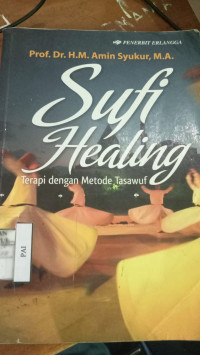 PENERBIT ERLANGGA
Prof. Dr. H.M. Amin Syukur, M.A.
Sufi
Healing
Terapi dengan Metode Tasawuf
PAI